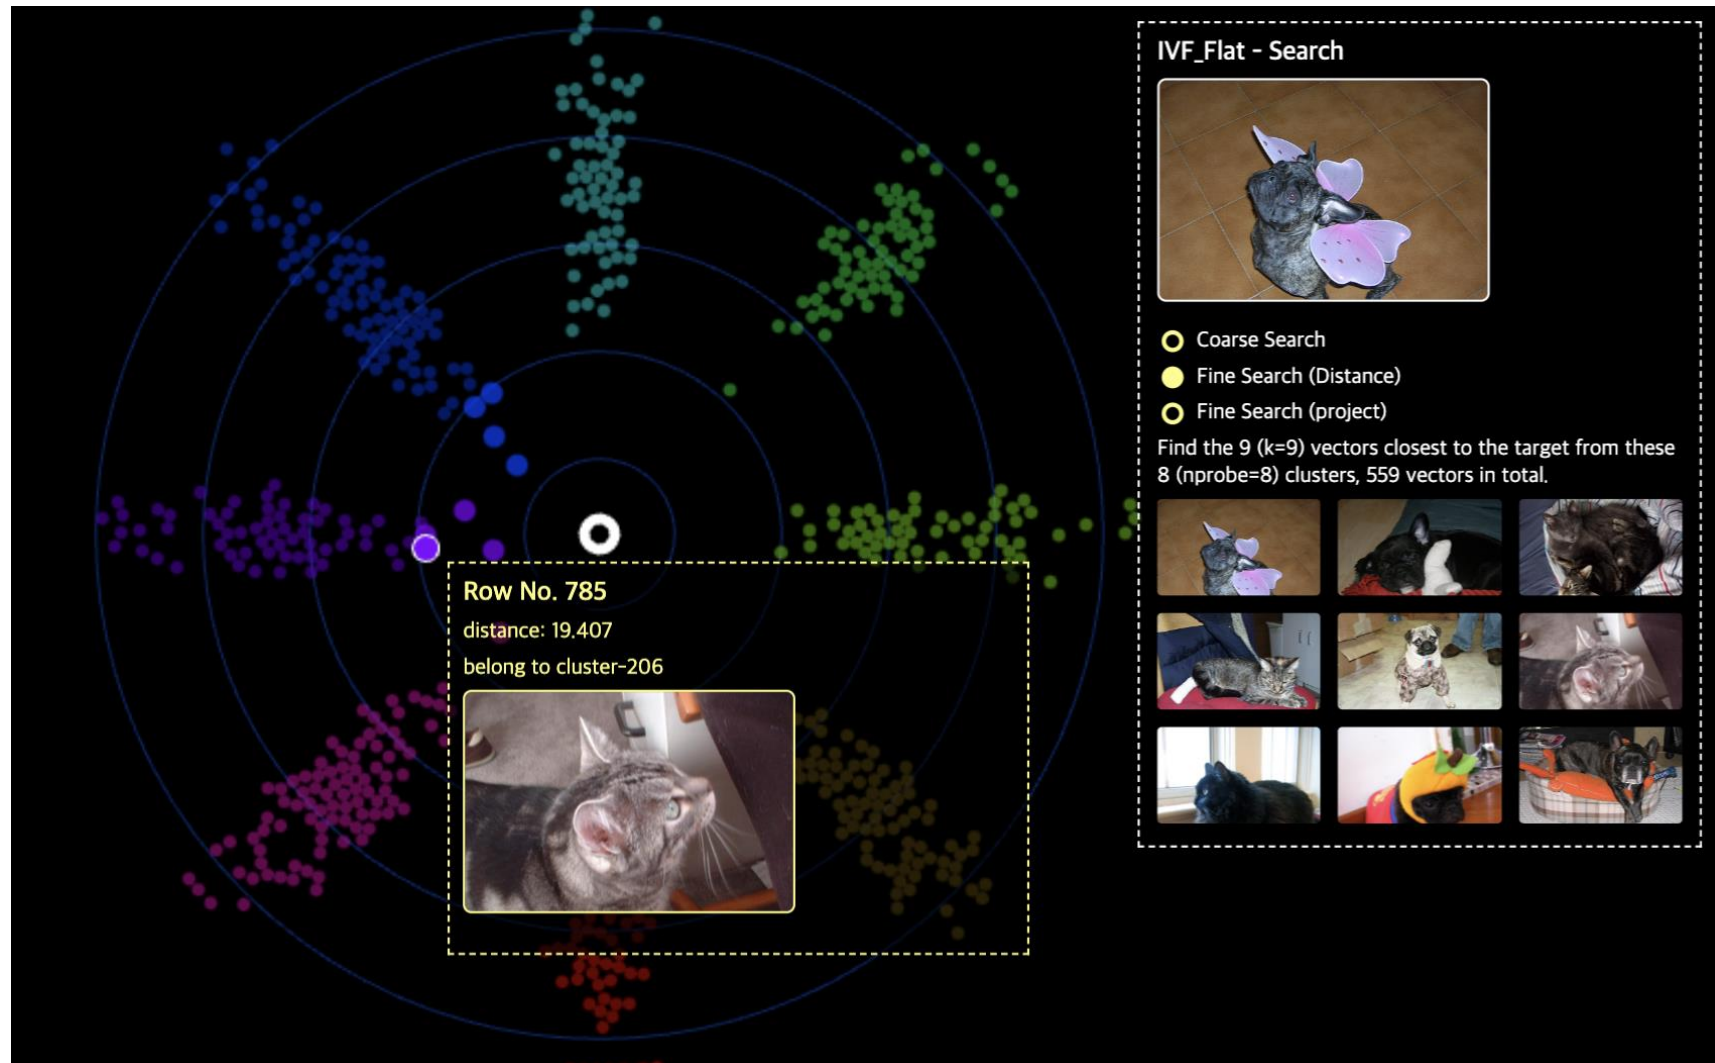 IVF_Flat - Search
Coarse Search
Fine Search (Distance)
Fine Search (project)
Find the 9 (k=9) vectors closest to the target from these
8 (nprobe=8) clusters, 559 vectors in total.
Row No. 785
distance: 19.407
belong to cluster-206